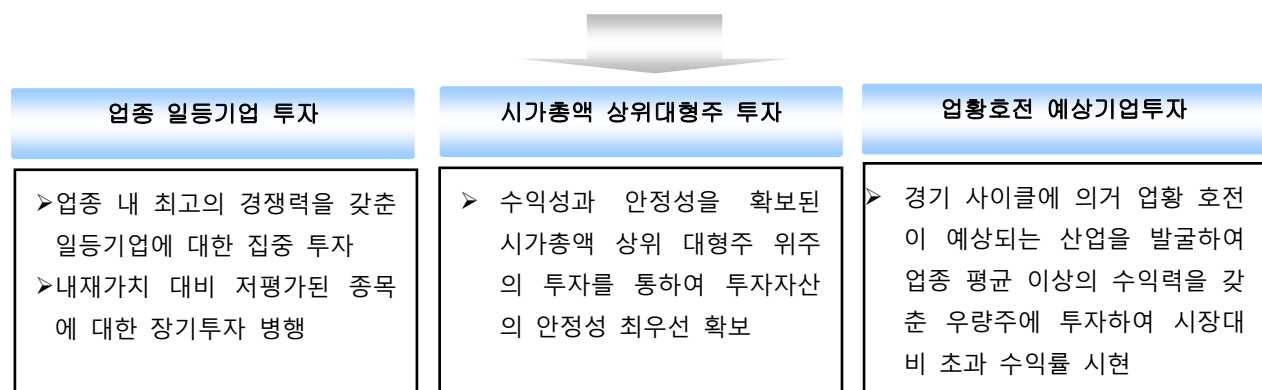 업종 일등기업 투자
➢업종 내 최고의 경쟁력을 갖춘
일등기업에 대한 집중 투자
➢내재가치 대비 저평가된 종목
에 대한 장기투자 병행
시가총액 상위대형주 투자
➢ 수익성과 안정성을 확보된
시가총액 상위 대형주 위주
의 투자를 통하여 투자자산
의 안정성 최우선 확보
업황호전 예상기업투자
➢ 경기 사이클에 의거 업황 호전
이 예상되는 산업을 발굴하여
업종 평균 이상의 수익력을 갖
춘 우량주에 투자하여 시장대
비 초과 수익률 시현